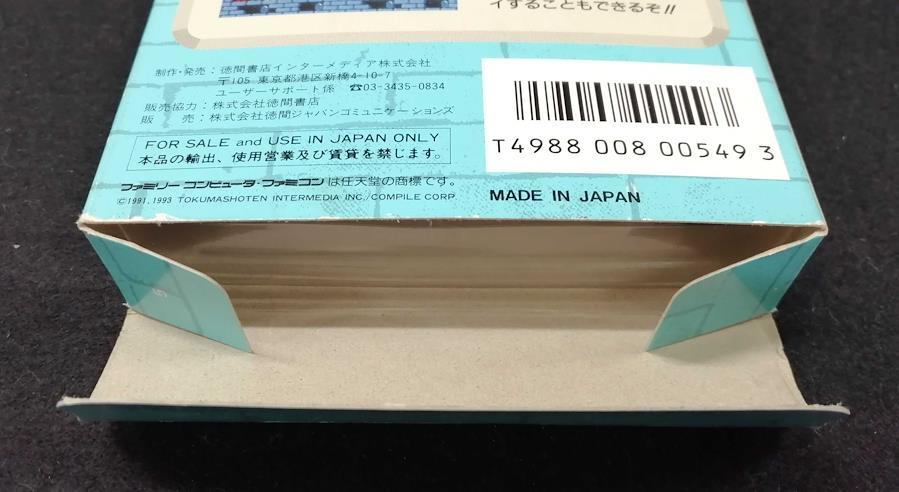 イすることもできるぞ!!
制作・発売：徳間書店インターメディア株式会社
〒105 東京都港区新橋4-10-7
ユーザーサポート係 ☎03-3435-0834
販売協力：株式会社徳間書店
販　売：株式会社徳間ジャパンコミュニケーションズ
FOR SALE and USE IN JAPAN ONLY
本品の輸出、使用営業及び賃貸を禁じます。
ファミリーコンピュータ・ファミコンは任天堂の商標です。
©1991, 1993 TOKUMASHOTEN INTERMEDIA INC./COMPILE CORP.
T4988 008 00549 3
MADE IN JAPAN